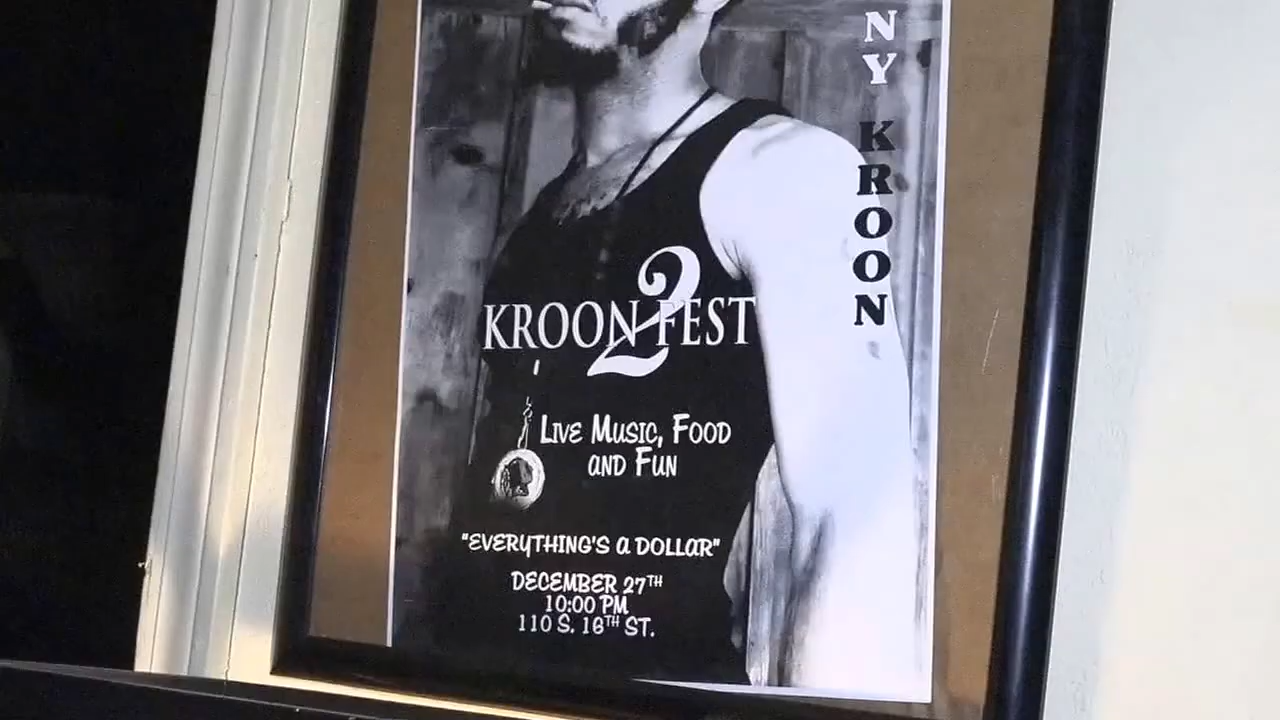 NY KROON
2
KROON FEST
LIVE MUSIC, FOOD
AND FUN
"EVERYTHING'S A DOLLAR"
DECEMBER 27TH
10:00 PM
110 S. 16TH ST.